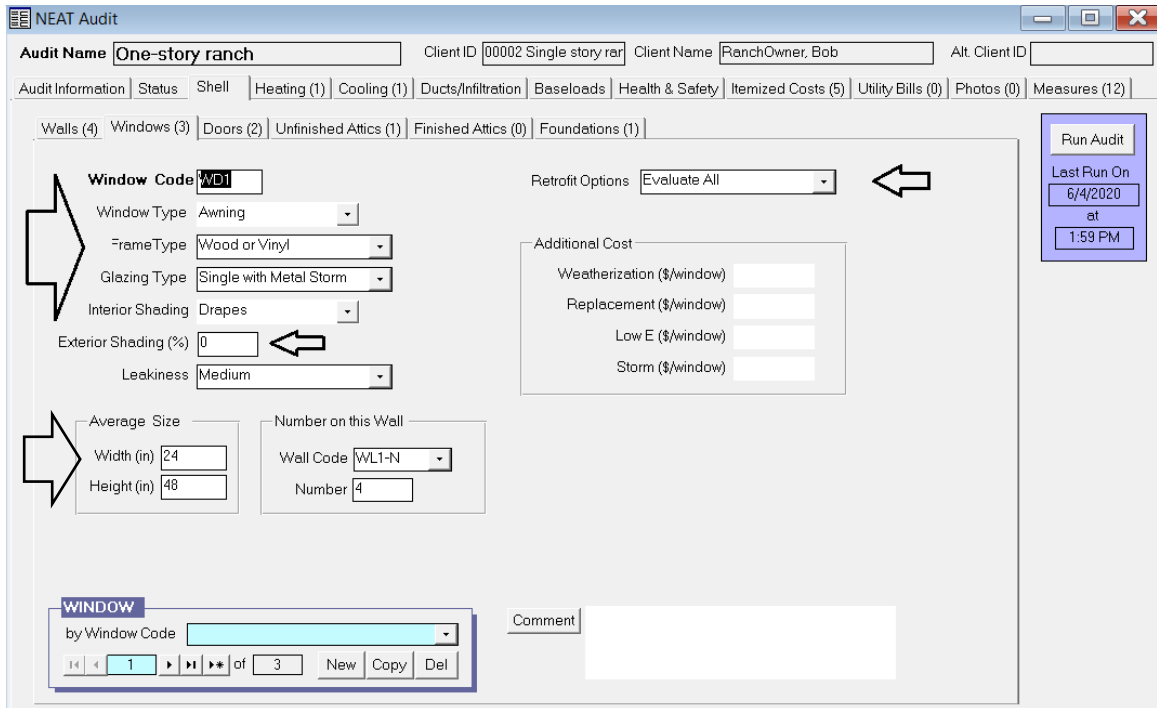 NEAT Audit
Audit Name One-story ranch Client ID 00002 Single story rar Client Name RanchOwner, Bob Alt. Client ID
Audit Information Status Shell Heating (1) Cooling (1) Ducts/Infiltration Baseloads Health & Safety Itemized Costs (5) Utility Bills (0) Photos (0) Measures (12)
Walls (4) Windows (3) Doors (2) Unfinished Attics (1) Finished Attics (0) Foundations (1)
Run Audit
Last Run On
6/4/2020
at
1:59 PM
Window Code WD1
Window Type Awning
FrameType Wood or Vinyl
Glazing Type Single with Metal Storm
Interior Shading Drapes
Exterior Shading (%) 0
Leakiness Medium
Retrofit Options Evaluate All
Additional Cost
Weatherization ($/window)
Replacement ($/window)
Low E ($/window)
Storm ($/window)
Average Size
Width (in) 24
Height (in) 48
Number on this Wall
Wall Code WL1-N
Number 4
WINDOW
by Window Code
1 of 3 New Copy Del
Comment